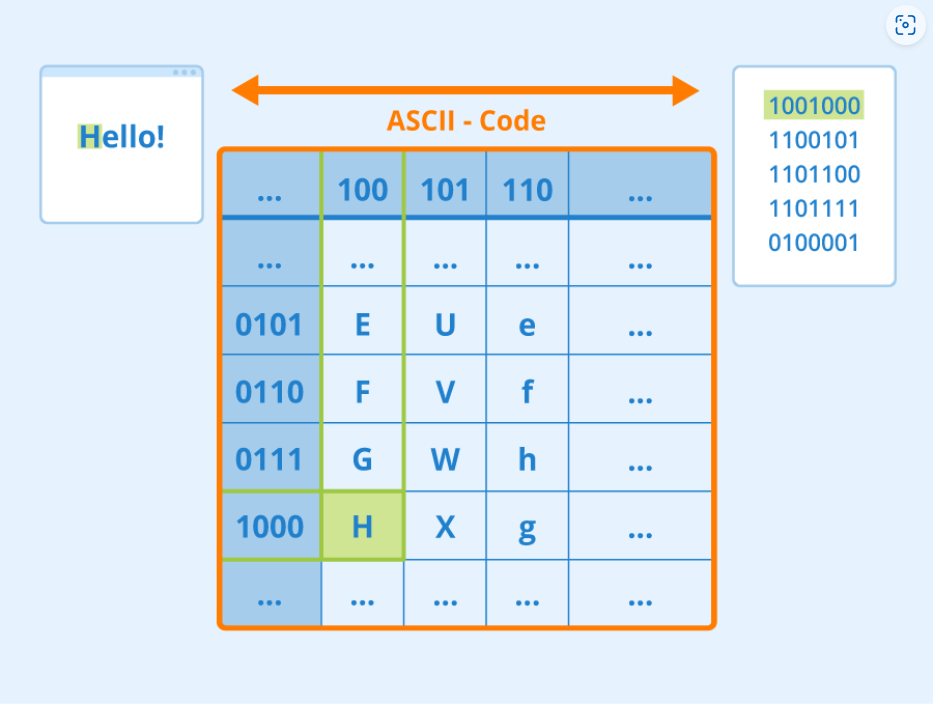 Hello!
ASCII - Code
1001000
1100101
1101100
1101111
0100001
... 100 101 110 ...
... ... ... ... ...
0101 E U e ...
0110 F V f ...
0111 G W h ...
1000 H X g ...
... ... ... ... ...